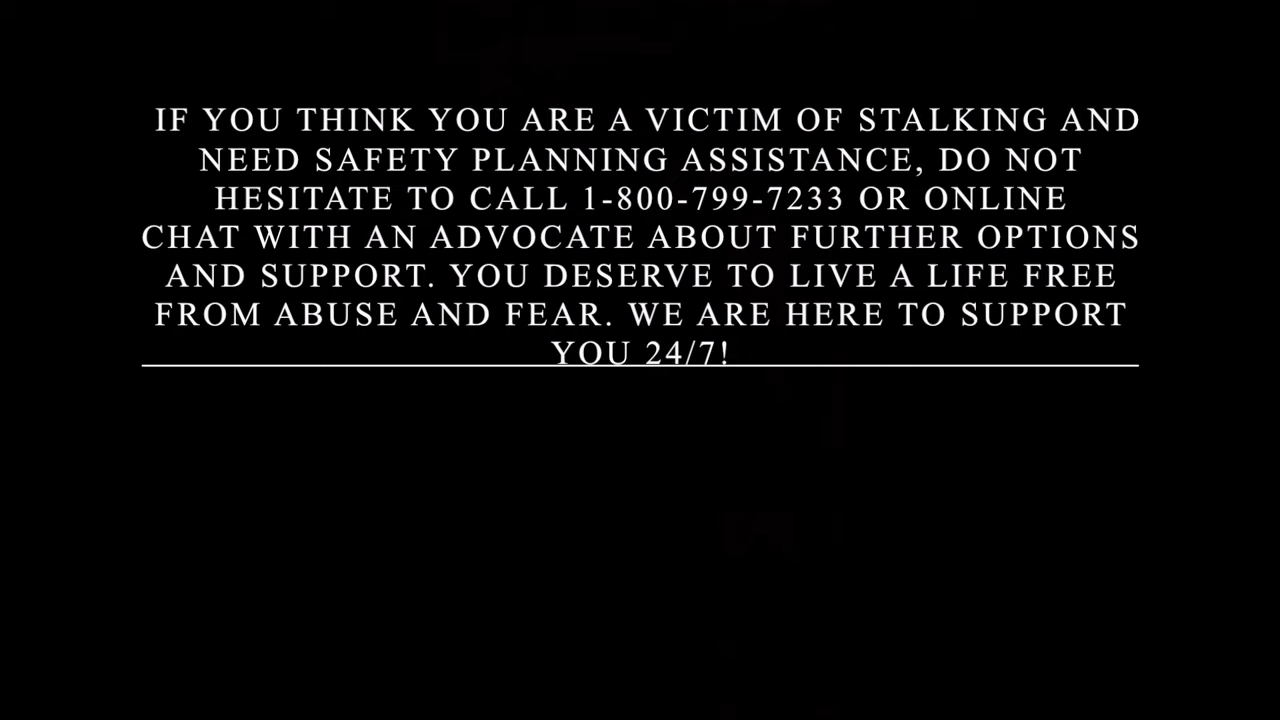 IF YOU THINK YOU ARE A VICTIM OF STALKING AND
NEED SAFETY PLANNING ASSISTANCE, DO NOT
HESITATE TO CALL 1-800-799-7233 OR ONLINE
CHAT WITH AN ADVOCATE ABOUT FURTHER OPTIONS
AND SUPPORT. YOU DESERVE TO LIVE A LIFE FREE
FROM ABUSE AND FEAR. WE ARE HERE TO SUPPORT
YOU 24/7!